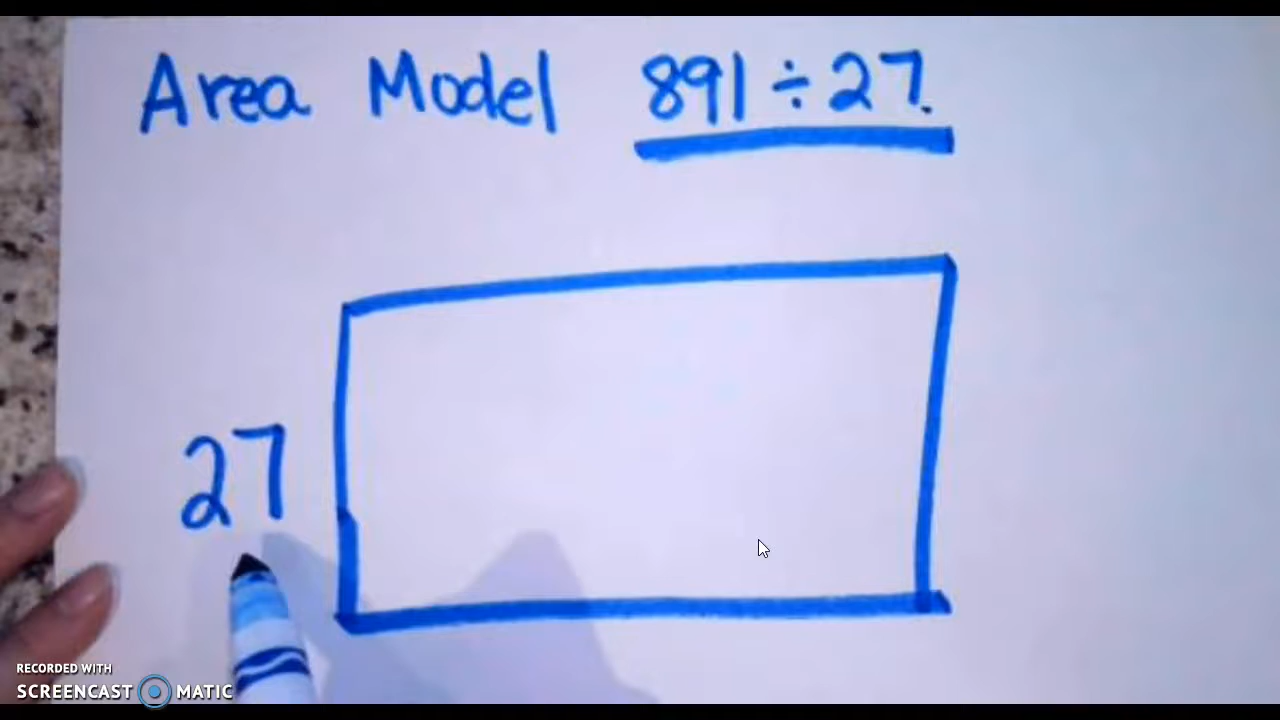 Area Model 891 ÷ 27.
27
RECORDED WITH
SCREENCAST MATIC